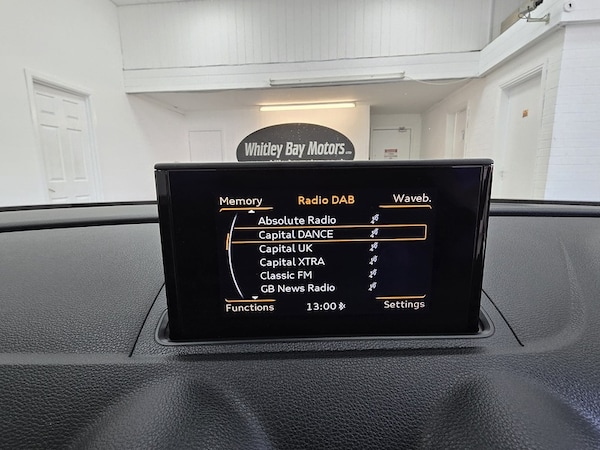 Whitley Bay Motors
Memory
Radio DAB
Waveb.
Absolute Radio
Capital DANCE
Capital UK
Capital XTRA
Classic FM
GB News Radio
Functions
13:00
Settings